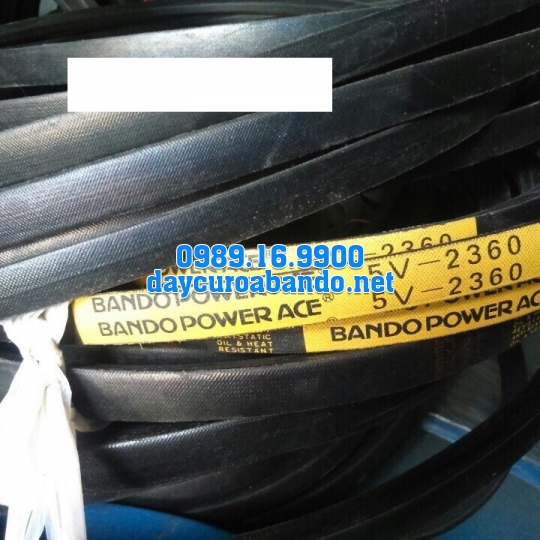 -2360
0989.16.9900
5V-2360
daycuroabando.net
BANDO POWER ACE® 5V-2360
BANDO POWER ACE®
BANDO POWER ACE
OIL & HEAT
RESISTANT